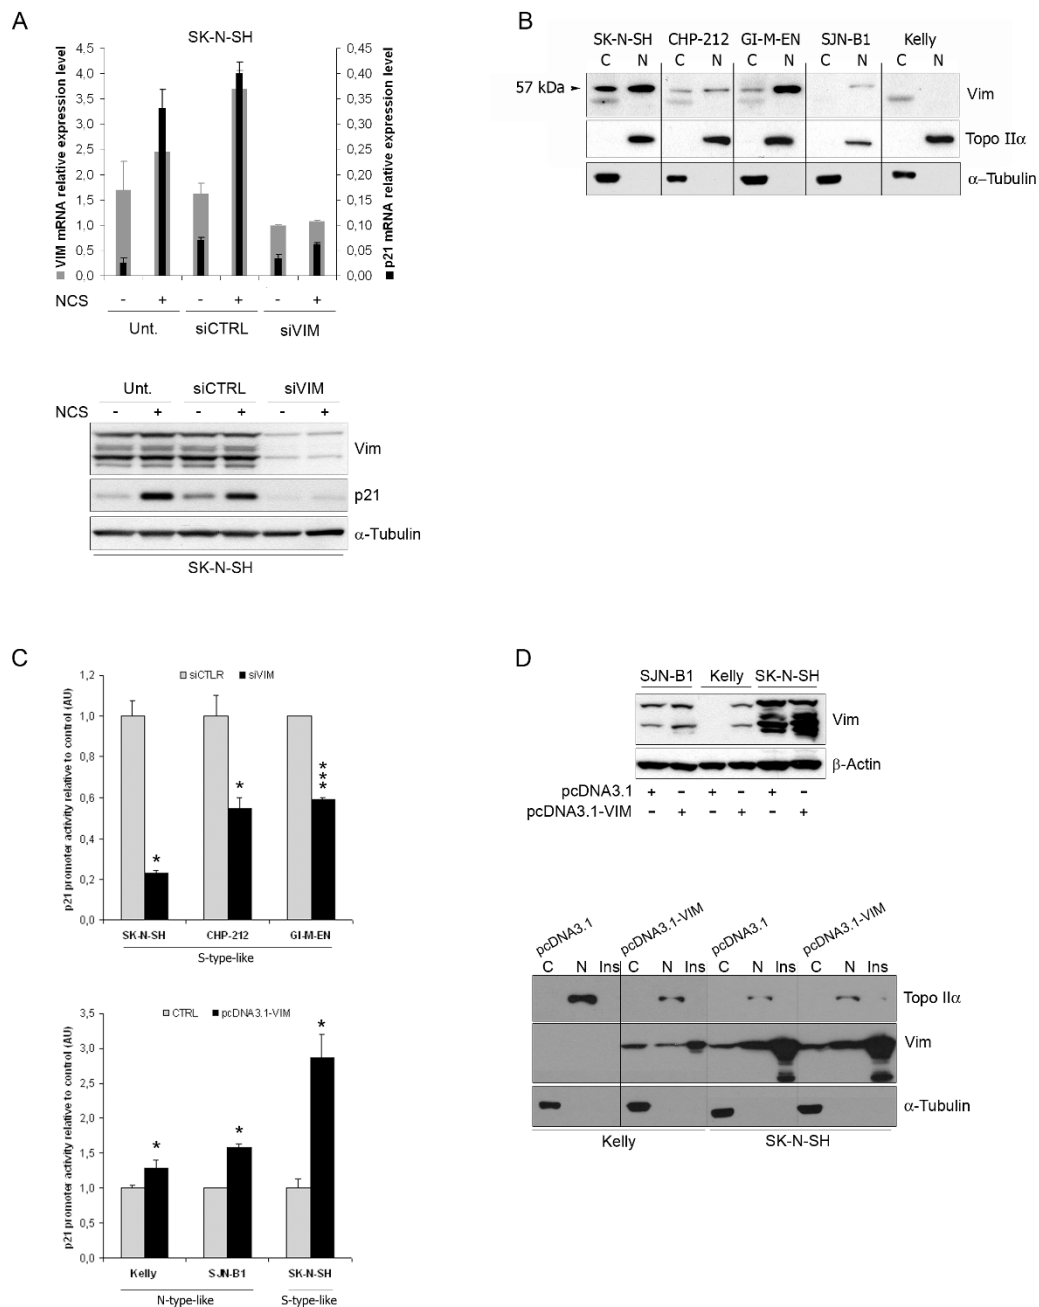 A
SK-N-SH
VIM mRNA relative expression level
4,5
4,0
3,5
3,0
2,5
2,0
1,5
1,0
0,5
0,0
0,45
0,40
0,35
0,30
0,25
0,20
0,15
0,10
0,05
0,00
p21 mRNA relative expression level
NCS - + - + - +
Unt. siCTRL siVIM
Unt. siCTRL siVIM
NCS - + - + - +
Vim
p21
α-Tubulin
SK-N-SH
B
SK-N-SH CHP-212 GI-M-EN SJN-B1 Kelly
C N C N C N C N C N
57 kDa
Vim
Topo IIα
α-Tubulin
C
siCTLR siVIM
p21 promoter activity relative to control (AU)
1,2
1,0
0,8
0,6
0,4
0,2
0,0
* * ***
SK-N-SH CHP-212 GI-M-EN
S-type-like
CTRL pcDNA3.1-VIM
p21 promoter activity relative to control (AU)
3,5
3,0
2,5
2,0
1,5
1,0
0,5
0,0
* * *
Kelly SJN-B1 SK-N-SH
N-type-like S-type-like
D
SJN-B1 Kelly SK-N-SH
Vim
β-Actin
pcDNA3.1 + - + - + -
pcDNA3.1-VIM - + - + - +
pcDNA3.1 pcDNA3.1-VIM pcDNA3.1 pcDNA3.1-VIM
C N Ins C N Ins C N Ins C N Ins
Topo IIα
Vim
α-Tubulin
Kelly SK-N-SH